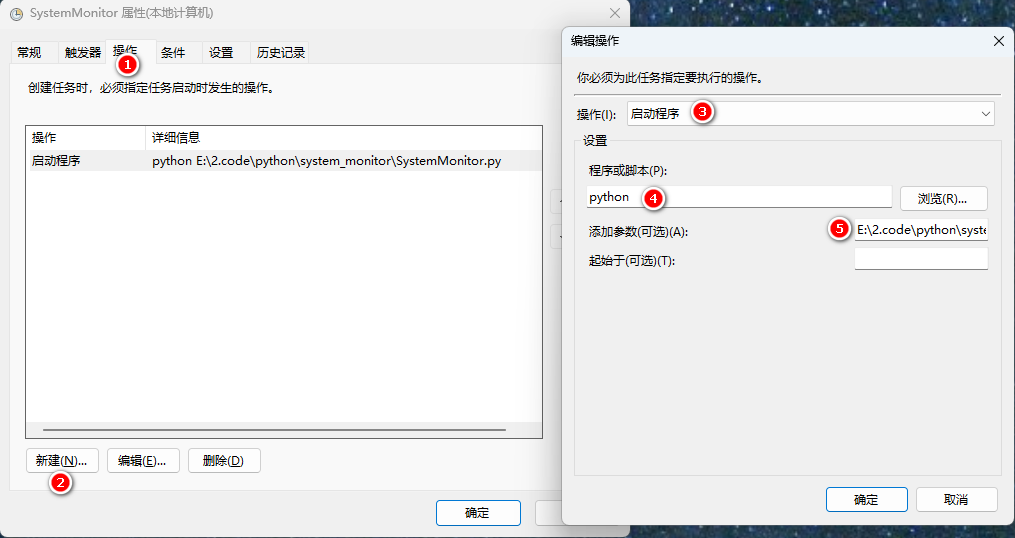 SystemMonitor 属性(本地计算机)
常规 触发器 操作 条件 设置 历史记录
1
创建任务时，必须指定任务启动时发生的操作。
操作 详细信息
启动程序 python E:\2.code\python\system_monitor\SystemMonitor.py
新建(N)... 编辑(E)... 删除(D)
2
确定
编辑操作
你必须为此任务指定要执行的操作。
操作(I): 启动程序 3
设置
程序或脚本(P):
python 4 浏览(R)...
添加参数(可选)(A): 5 E:\2.code\python\syste
起始于(可选)(T):
确定 取消